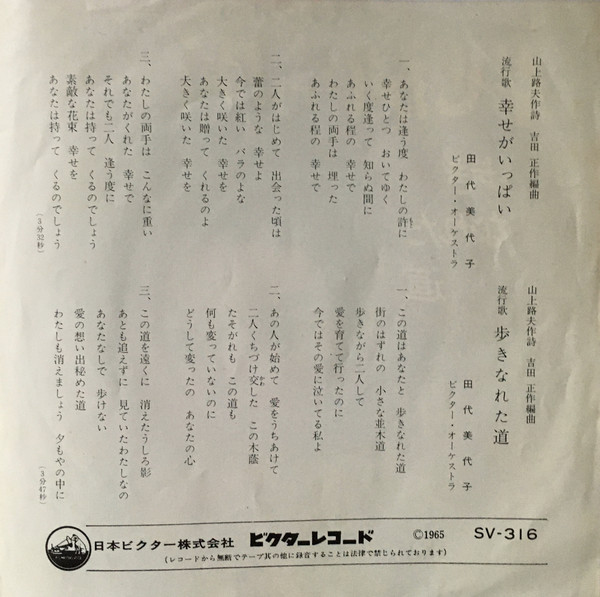 山上路夫作詩　吉田　正作編曲
流行歌　幸せがいっぱい
田代美代子
ビクター・オーケストラ
一、あなたは逢う度　わたしの許に
幸せひとつ　おいてゆく
いく度逢って　知らぬ間に
あふれる程の　幸せで
わたしの両手は　埋った
あふれる程の　幸せで
二、二人がはじめて　出会った頃は
蕾のような　幸せよ
今では紅い　バラのよな
大きく咲いた　幸せを
あなたは贈って　くれるのよ
大きく咲いた　幸せを
三、わたしの両手は　こんなに重い
あなたがくれた　幸せで
それでも二人　逢う度に
あなたは持って　くるのでしょう
素敵な花束　幸せを
あなたは持って　くるのでしょう
（3分32秒）
山上路夫作詩　吉田　正作編曲
流行歌　歩きなれた道
田代美代子
ビクター・オーケストラ
一、この道はあなたと　歩きなれた道
街のはずれの　小さな並木道
歩きながら二人して
愛を育てて行ったのに
今ではその愛に泣いてる私よ
二、あの人が始めて　愛をうちあけて
二人くちづけ交した　この木蔭
たそがれも　この道も
何も変っていないのに
どうして変ったの　あなたの心
三、この道を遠くに　消えたうしろ影
あとも追えずに　見ていたわたしなの
あなたなしで　歩けない
愛の想い出秘めた道
わたしも消えましょう　夕もやの中に
（3分47秒）
日本ビクター株式会社　ビクターレコード　©1965　SV-316
（レコードから無断でテープ其の他に録音することは法律で禁じられております）